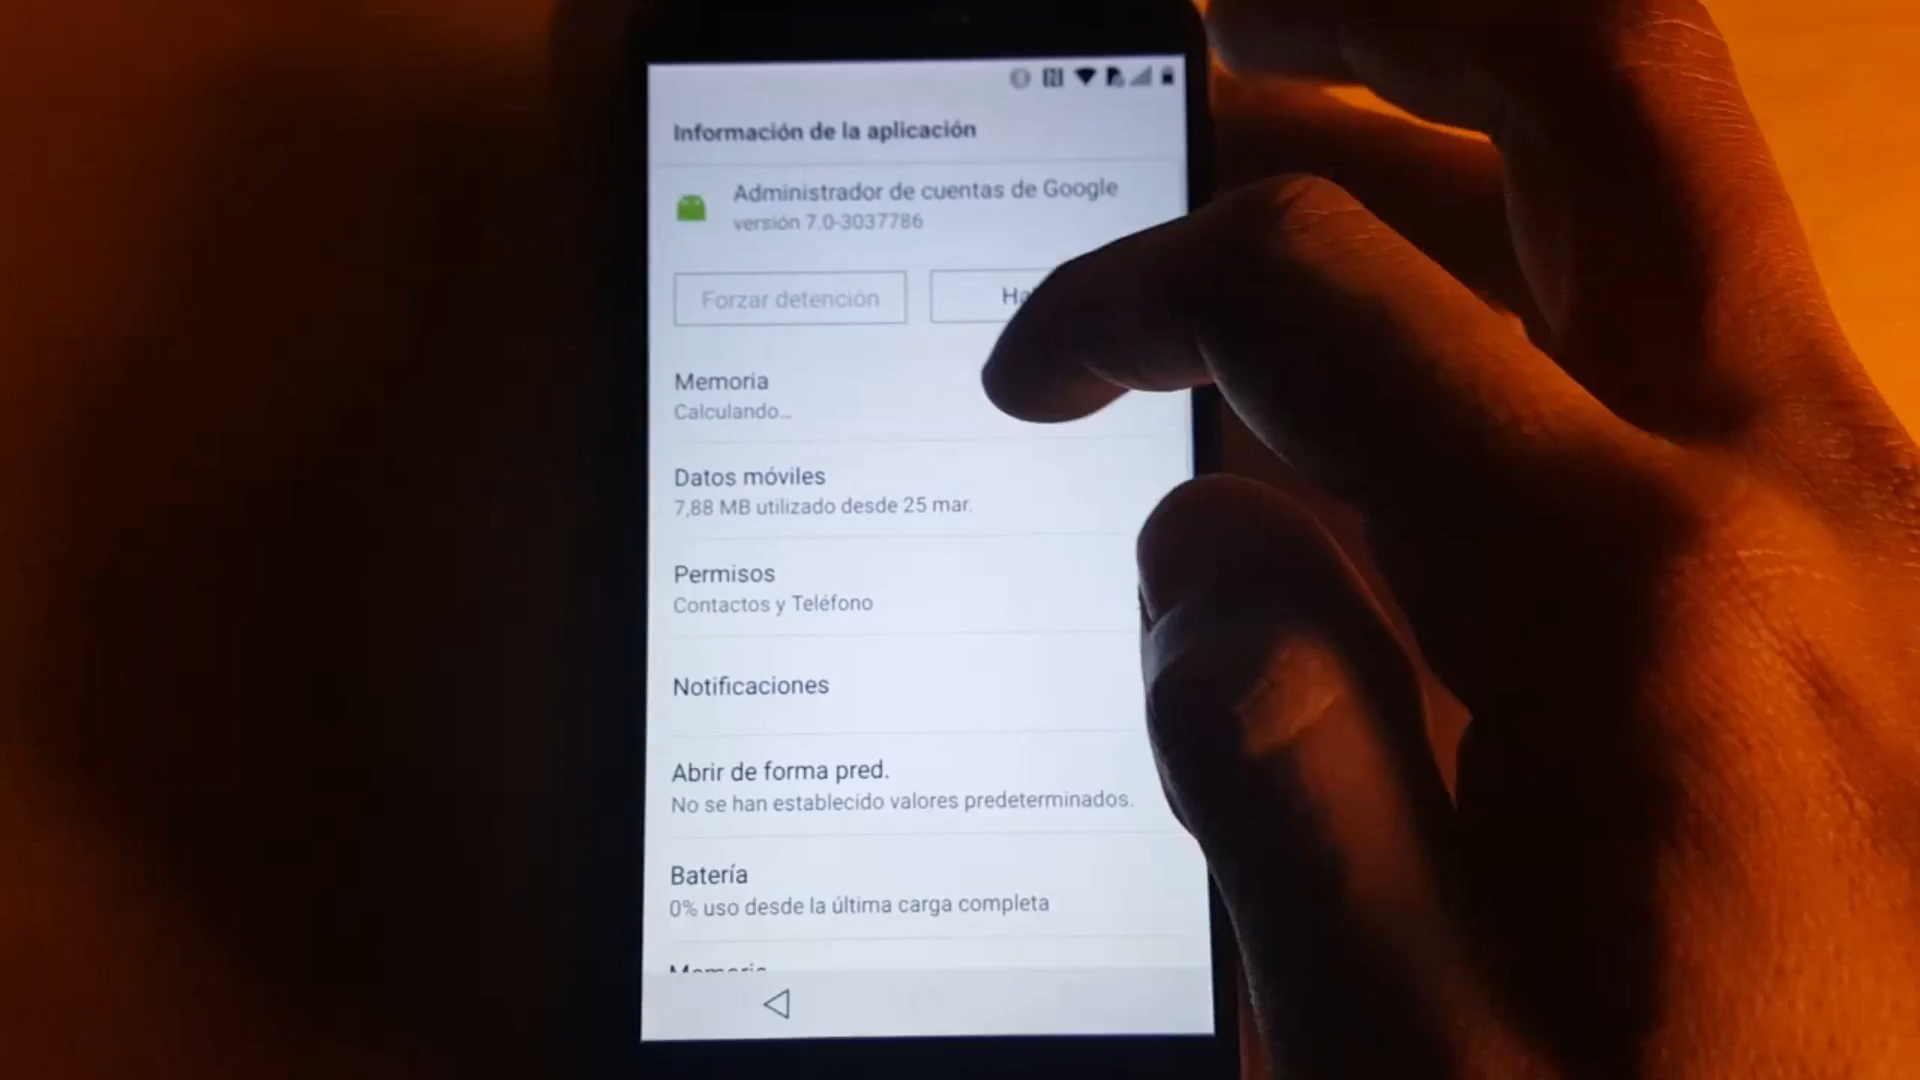 Información de la aplicación
Administrador de cuentas de Google
versión 7.0-3037786
Forzar detención
Memoria
Calculando...
Datos móviles
7,88 MB utilizado desde 25 mar.
Permisos
Contactos y Teléfono
Notificaciones
Abrir de forma pred.
No se han establecido valores predeterminados.
Batería
0% uso desde la última carga completa
Memoria